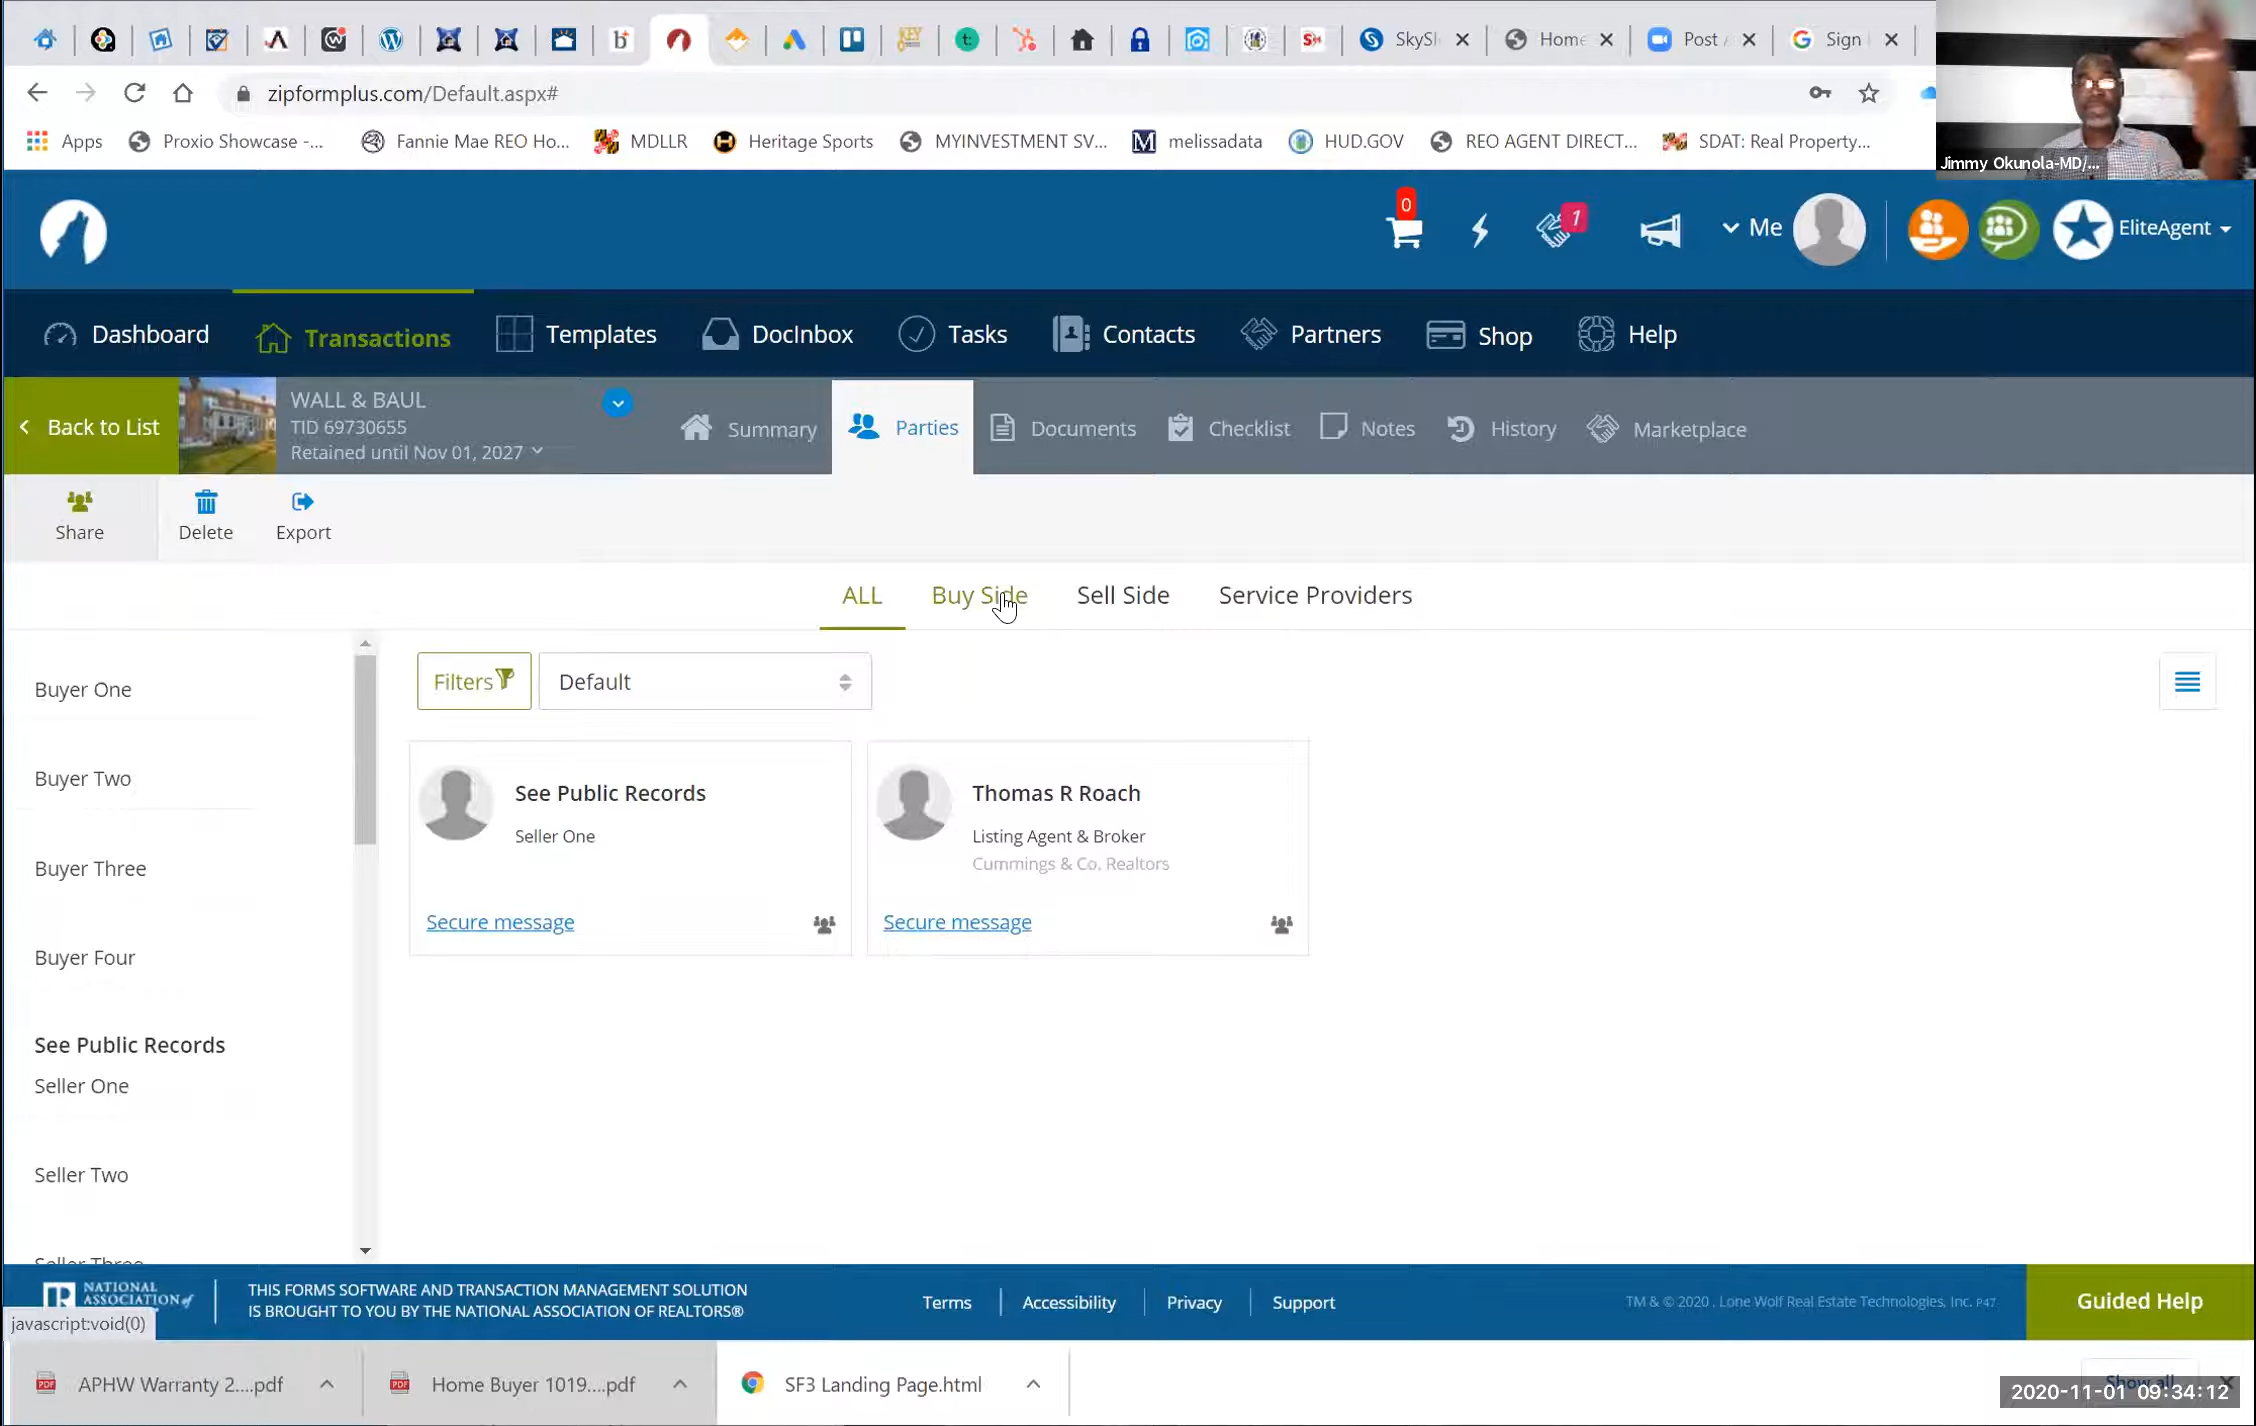 SkySl
Home
Post A
Sign
zipformplus.com/Default.aspx#
Apps
Proxio Showcase -...
Fannie Mae REO Ho...
MDLLR
Heritage Sports
MYINVESTMENT SV...
melissadata
HUD.GOV
REO AGENT DIRECT...
SDAT: Real Property...
Jimmy Okunola-MD/...
0
1
Me
EliteAgent
Dashboard
Transactions
Templates
DocInbox
Tasks
Contacts
Partners
Shop
Help
Back to List
WALL & BAUL
TID 69730655
Retained until Nov 01, 2027
Summary
Parties
Documents
Checklist
Notes
History
Marketplace
Share
Delete
Export
ALL
Buy Side
Sell Side
Service Providers
Buyer One
Buyer Two
Buyer Three
Buyer Four
See Public Records
Seller One
Seller Two
Seller Three
Filters
Default
See Public Records
Seller One
Secure message
Thomas R Roach
Listing Agent & Broker
Cummings & Co. Realtors
Secure message
NATIONAL
ASSOCIATION of
THIS FORMS SOFTWARE AND TRANSACTION MANAGEMENT SOLUTION
IS BROUGHT TO YOU BY THE NATIONAL ASSOCIATION OF REALTORS®
Terms
Accessibility
Privacy
Support
TM & © 2020 . Lone Wolf Real Estate Technologies, Inc. P47
Guided Help
javascript:void(0)
APHW Warranty 2....pdf
Home Buyer 1019....pdf
SF3 Landing Page.html
Show all
2020-11-01 09:34:12